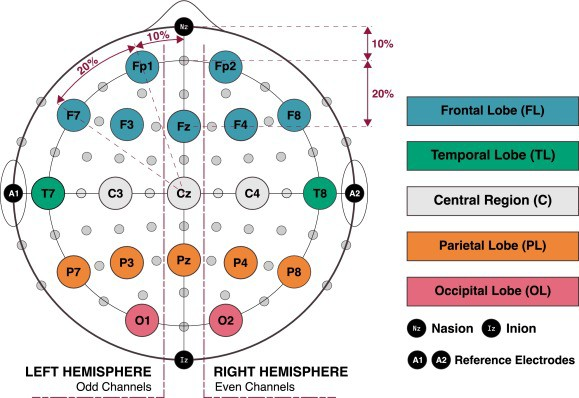 Nz
10%
10%
20%
Fp1
Fp2
20%
F7
F3
Fz
F4
F8
Frontal Lobe (FL)
Temporal Lobe (TL)
A1
T7
C3
Cz
C4
T8
A2
Central Region (C)
P7
P3
Pz
P4
P8
Parietal Lobe (PL)
O1
O2
Occipital Lobe (OL)
Nz Nasion
Iz Inion
Iz
A1 A2 Reference Electrodes
LEFT HEMISPHERE
Odd Channels
RIGHT HEMISPHERE
Even Channels